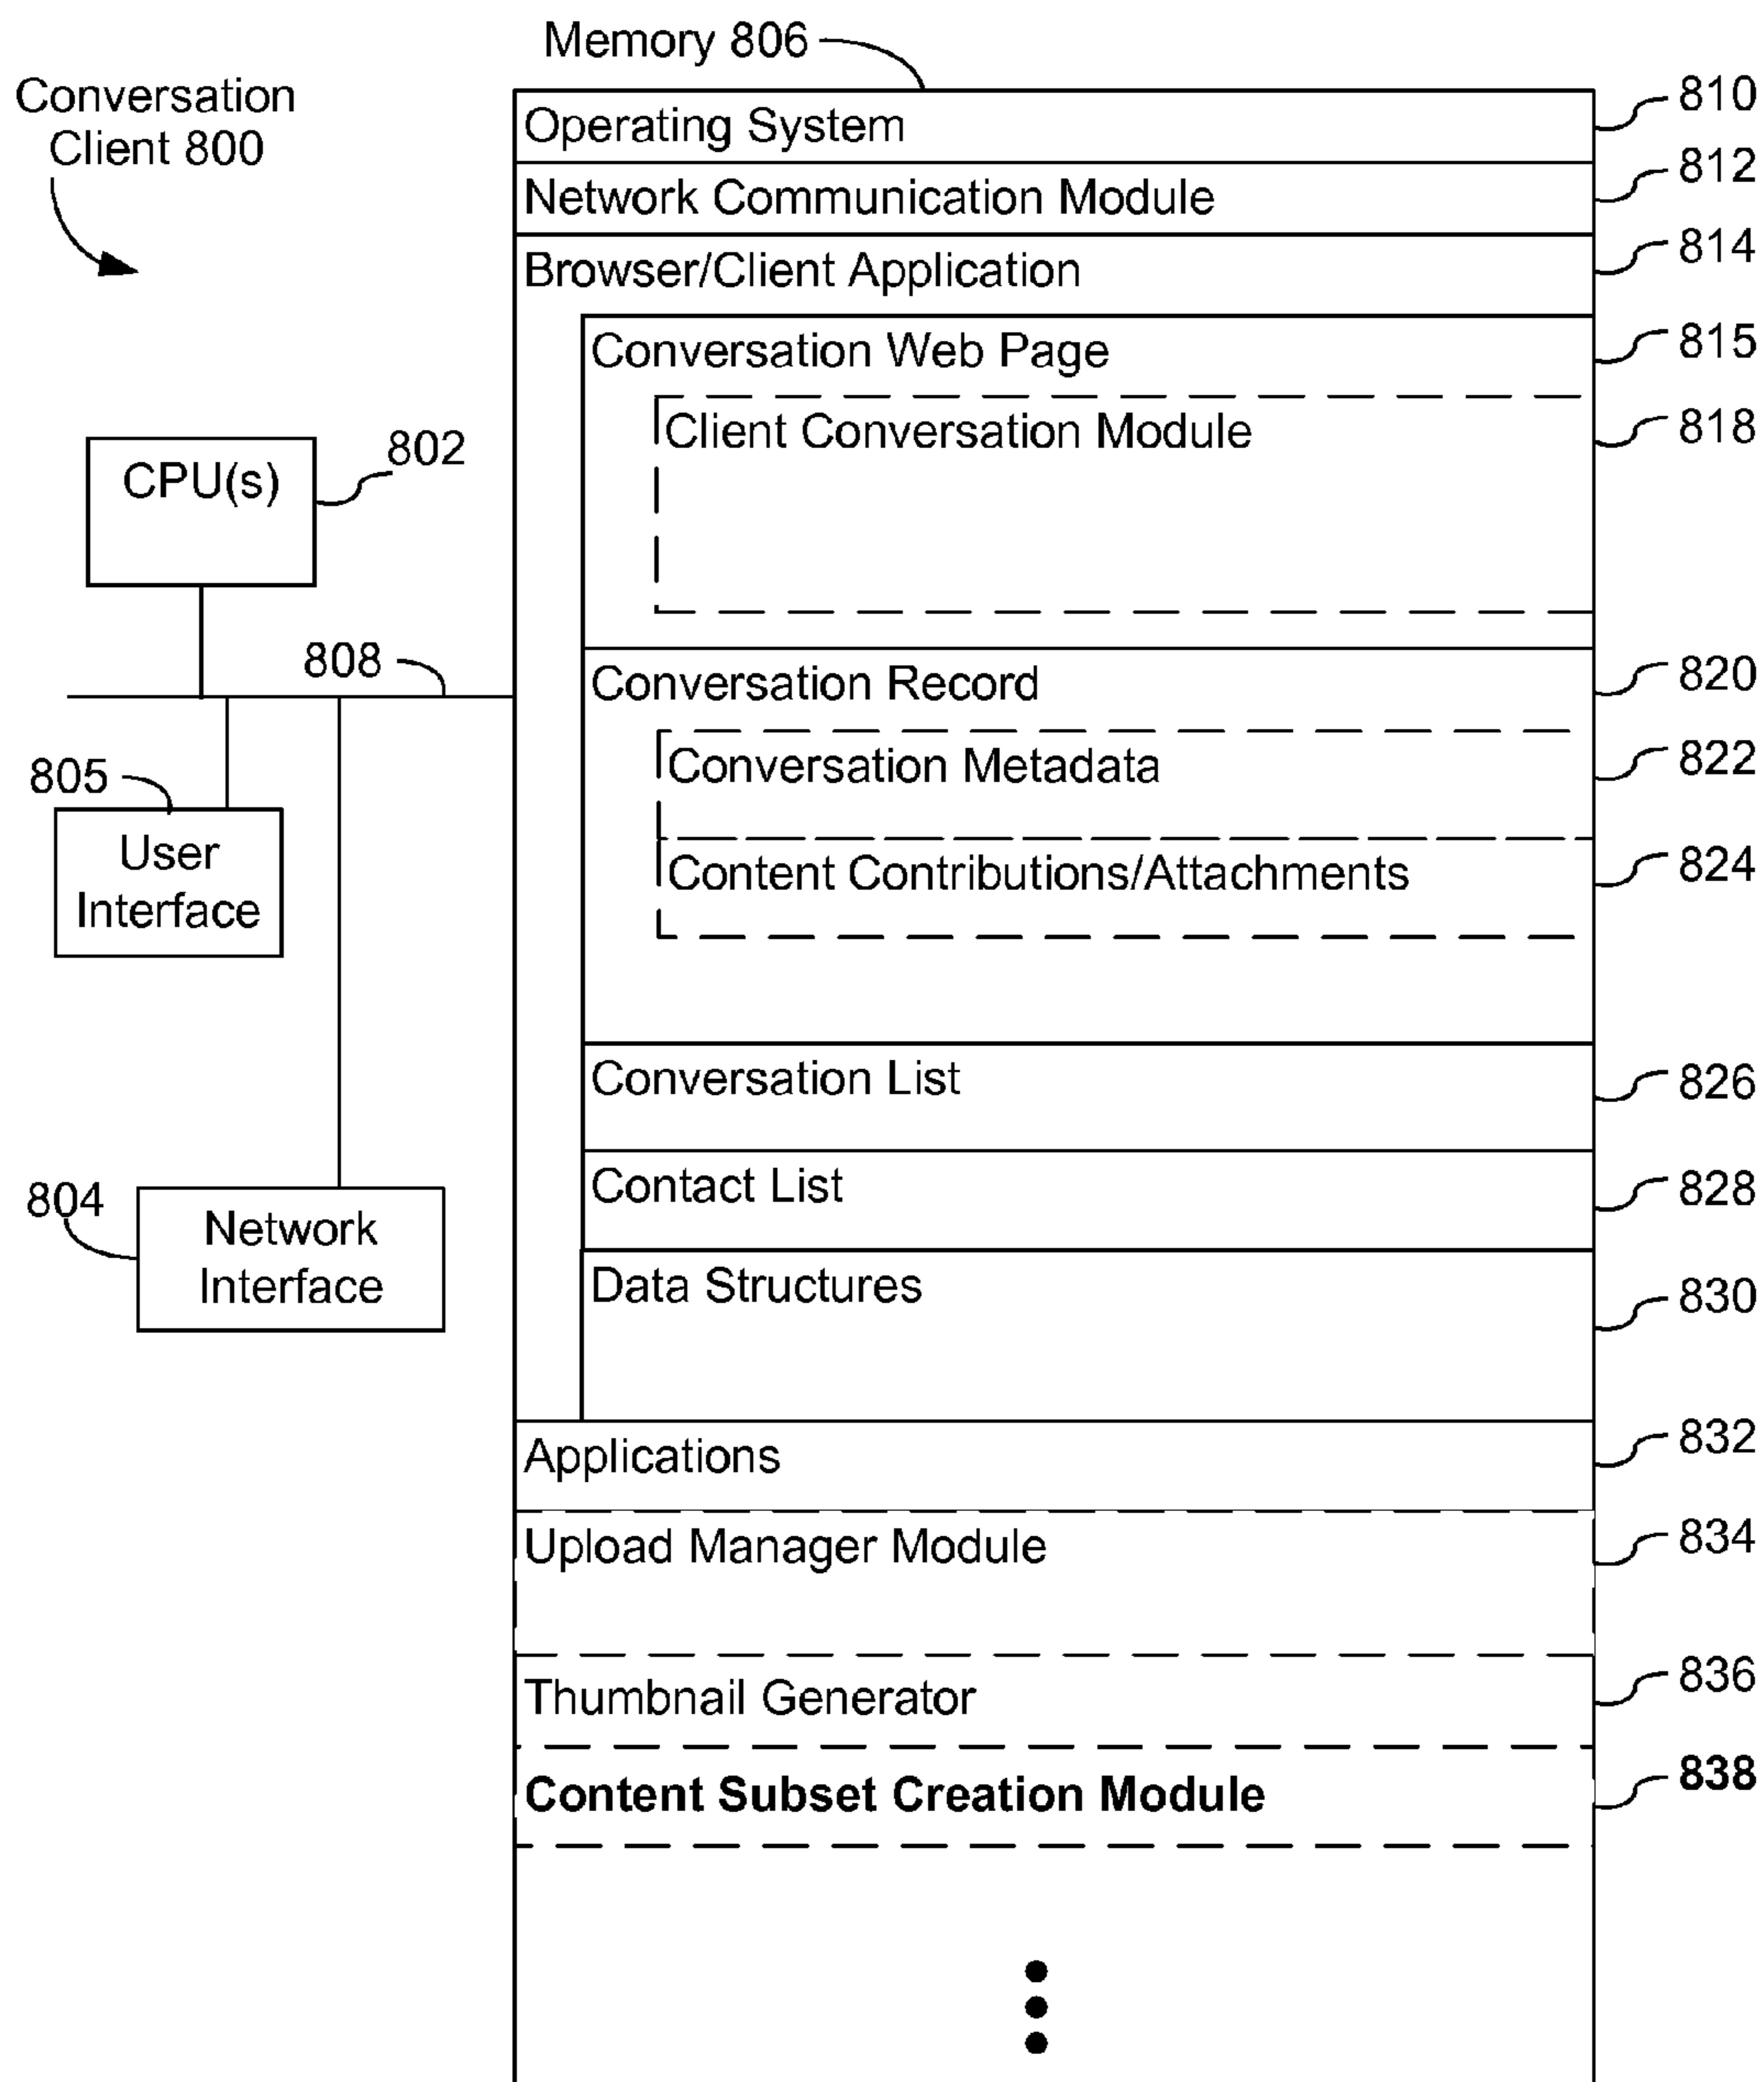 Memory 806
Conversation
Client 800
Operating System
810
Network Communication Module
812
Browser/Client Application
814
Conversation Web Page
815
Client Conversation Module
818
CPU(s)
802
808
Conversation Record
820
Conversation Metadata
822
805
User
Interface
Content Contributions/Attachments
824
Conversation List
826
Contact List
828
804
Network
Interface
Data Structures
830
Applications
832
Upload Manager Module
834
Thumbnail Generator
836
Content Subset Creation Module
838